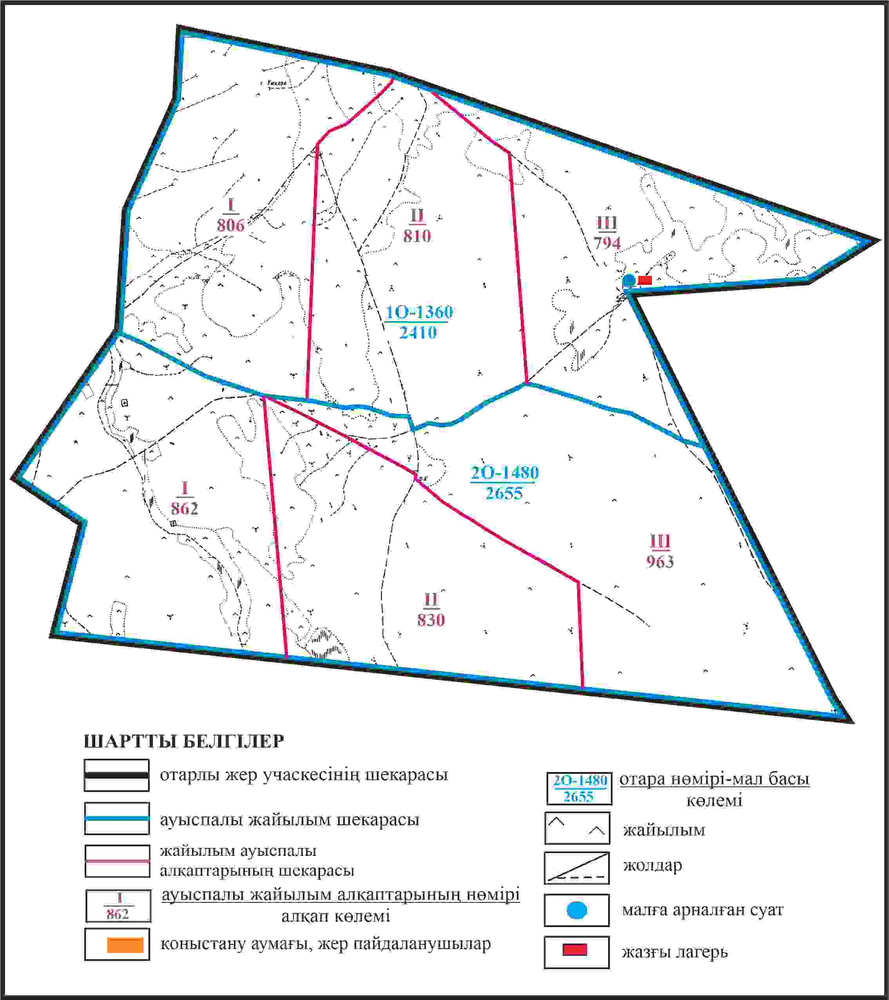 г. Ушкара
I
806
II
810
III
794
1О-1360
2410
2О-1480
2655
I
862
III
963
II
830
ШАРТТЫ БЕЛГІЛЕР
отарлы жер учаскесінің шекарасы
ауыспалы жайылым шекарасы
жайылым ауыспалы
алқаптарының шекарасы
I
862
ауыспалы жайылым алқаптарының нөмірі
алқап көлемі
қоныстану аумағы, жер пайдаланушылар
2О-1480
2655
отара нөмірі-мал басы
көлемі
жайылым
жолдар
малға арналған суат
жазғы лагерь